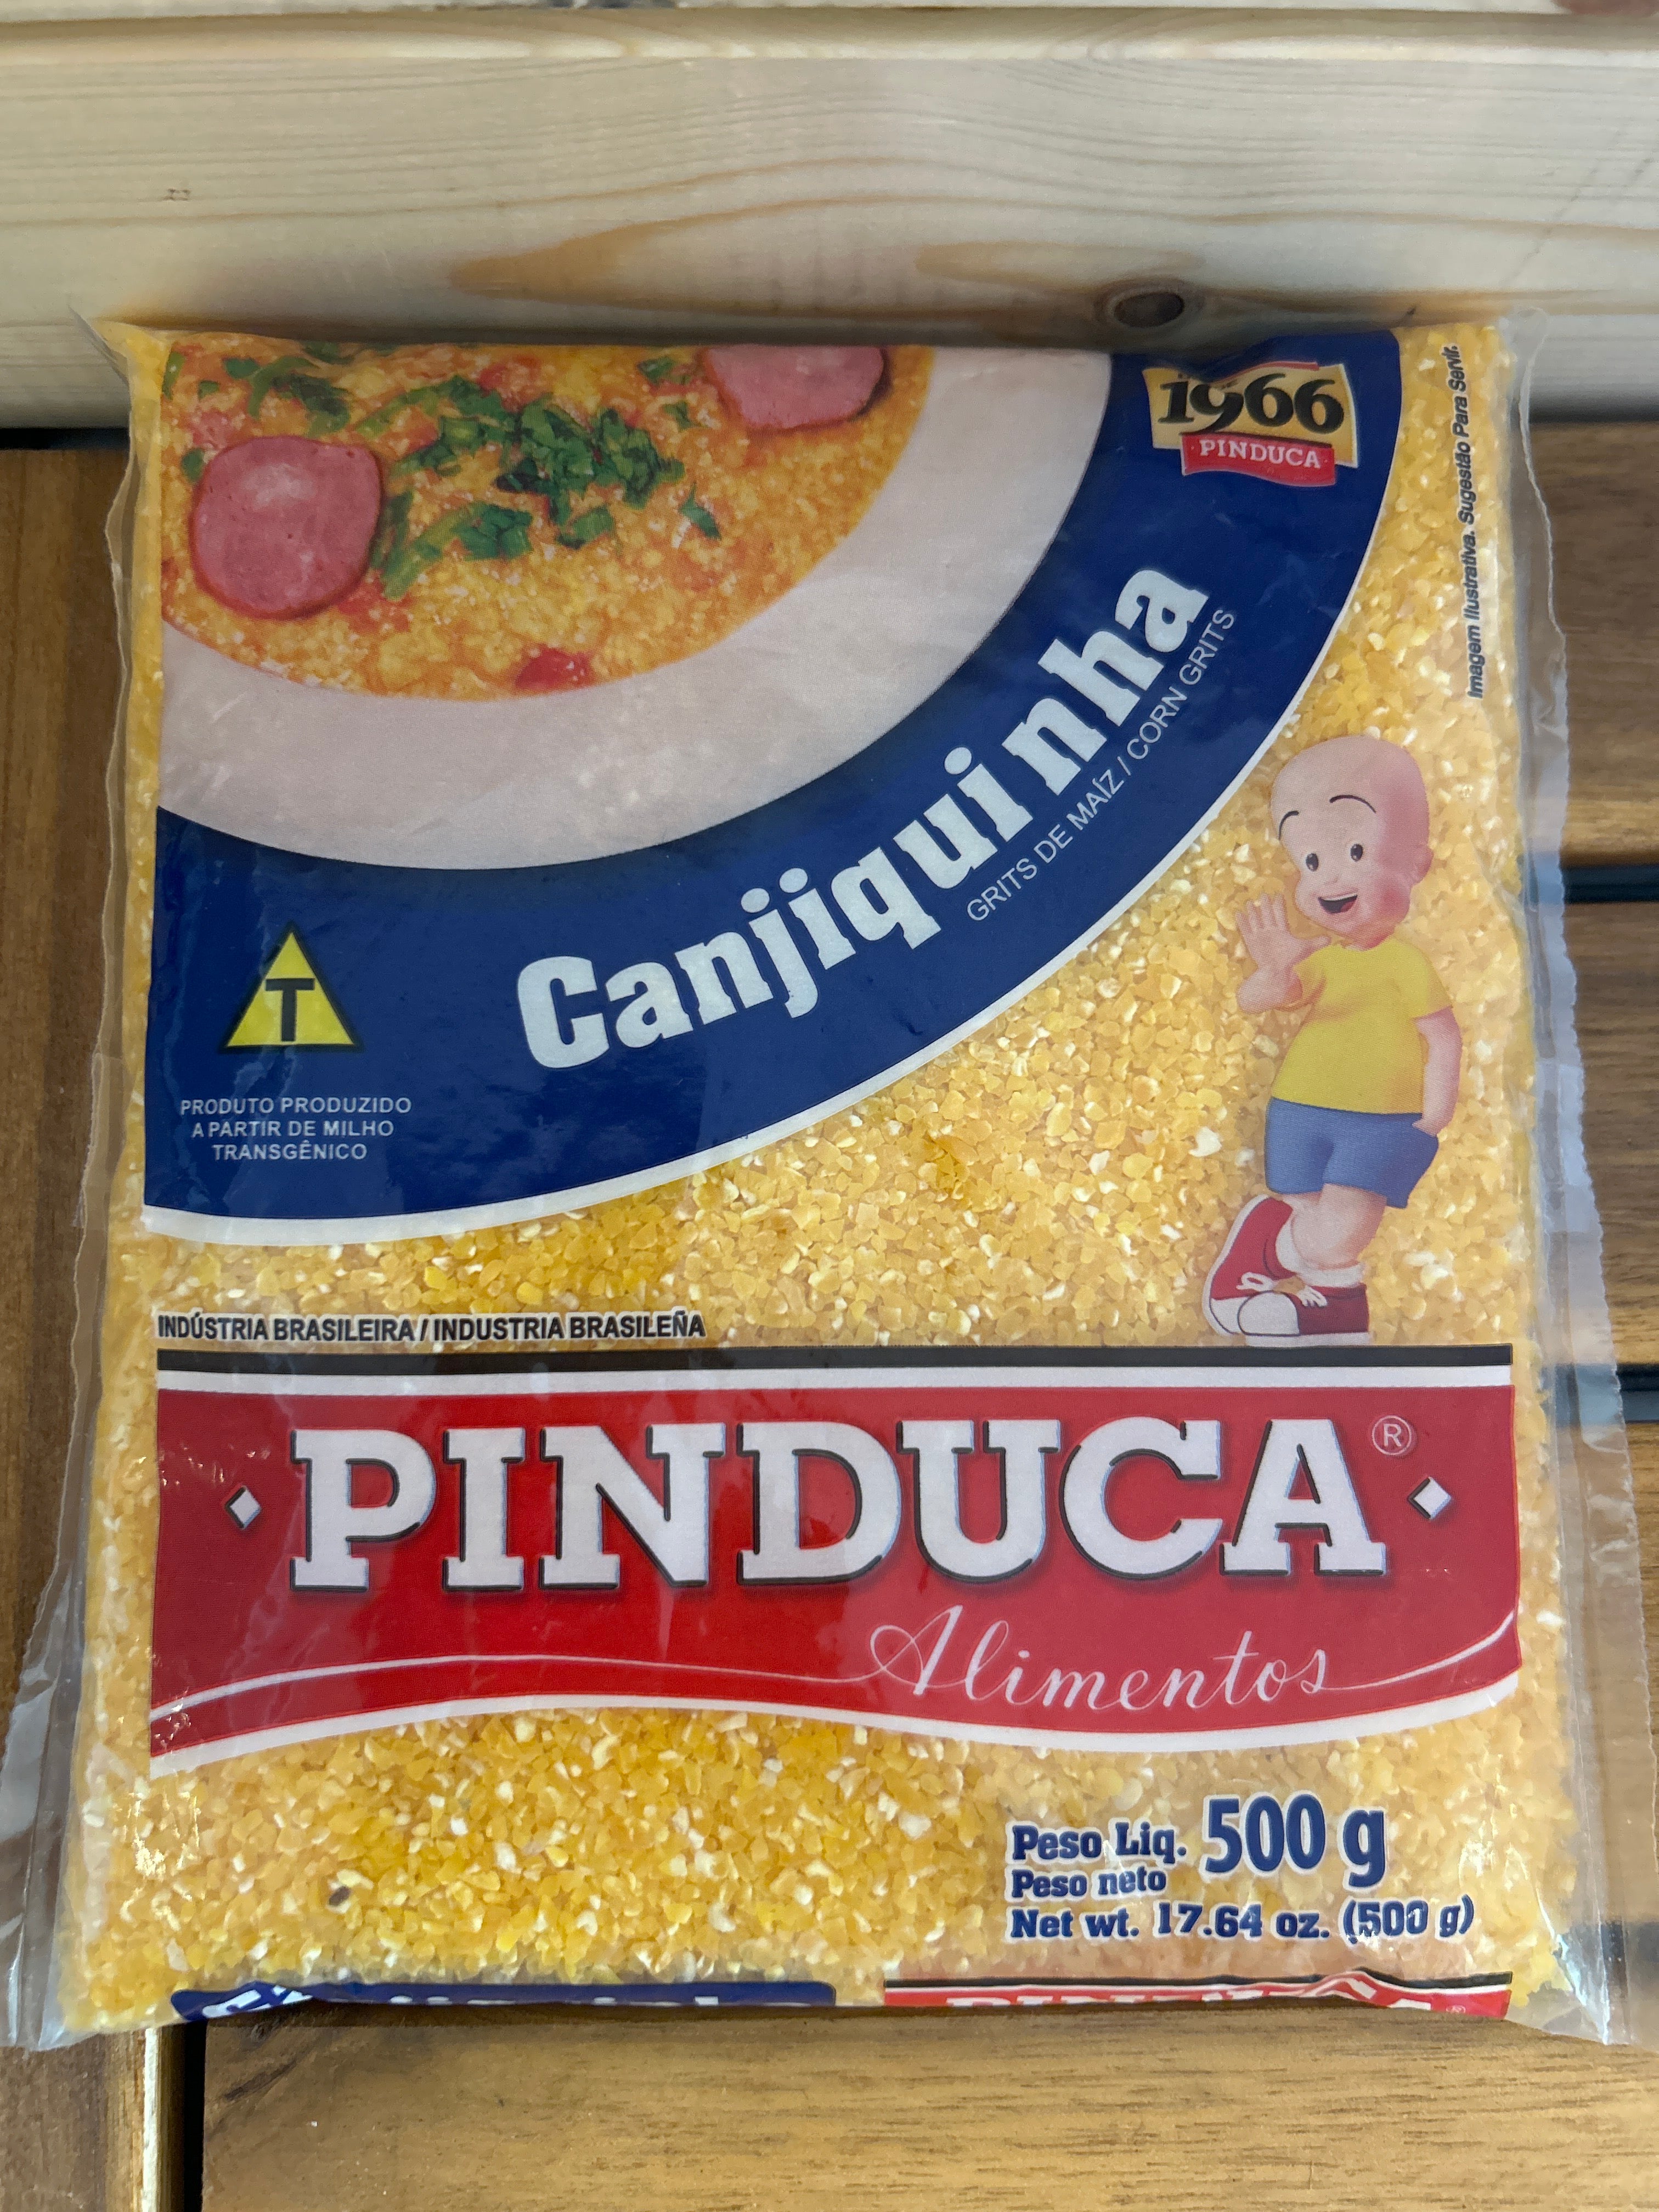 1966
PINDUCA
Imagem Ilustrativa. Sugestão Para Servir.
Canjiquinha
GRITS DE MAÍZ / CORN GRITS
T
PRODUTO PRODUZIDO
A PARTIR DE MILHO
TRANSGÊNICO
INDÚSTRIA BRASILEIRA / INDUSTRIA BRASILEÑA
PINDUCA ®
Alimentos
Peso Liq. 500 g
Peso neto
Net wt. 17.64 oz. (500 g)